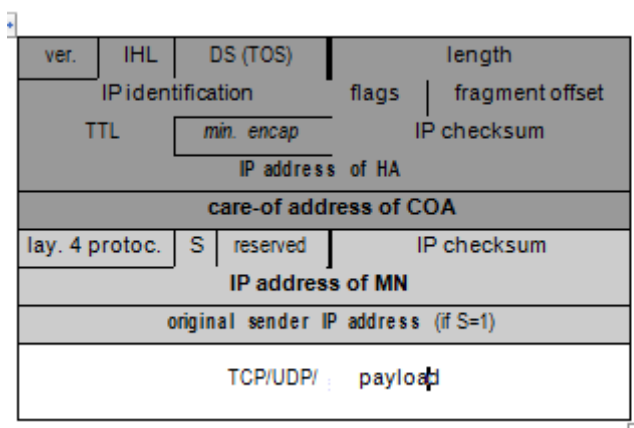 ver. IHL DS (TOS) length
IP identification flags fragment offset
TTL min. encap IP checksum
IP address of HA
care-of address of COA
lay. 4 protoc. S reserved IP checksum
IP address of MN
original sender IP address (if S=1)
TCP/UDP/ payload